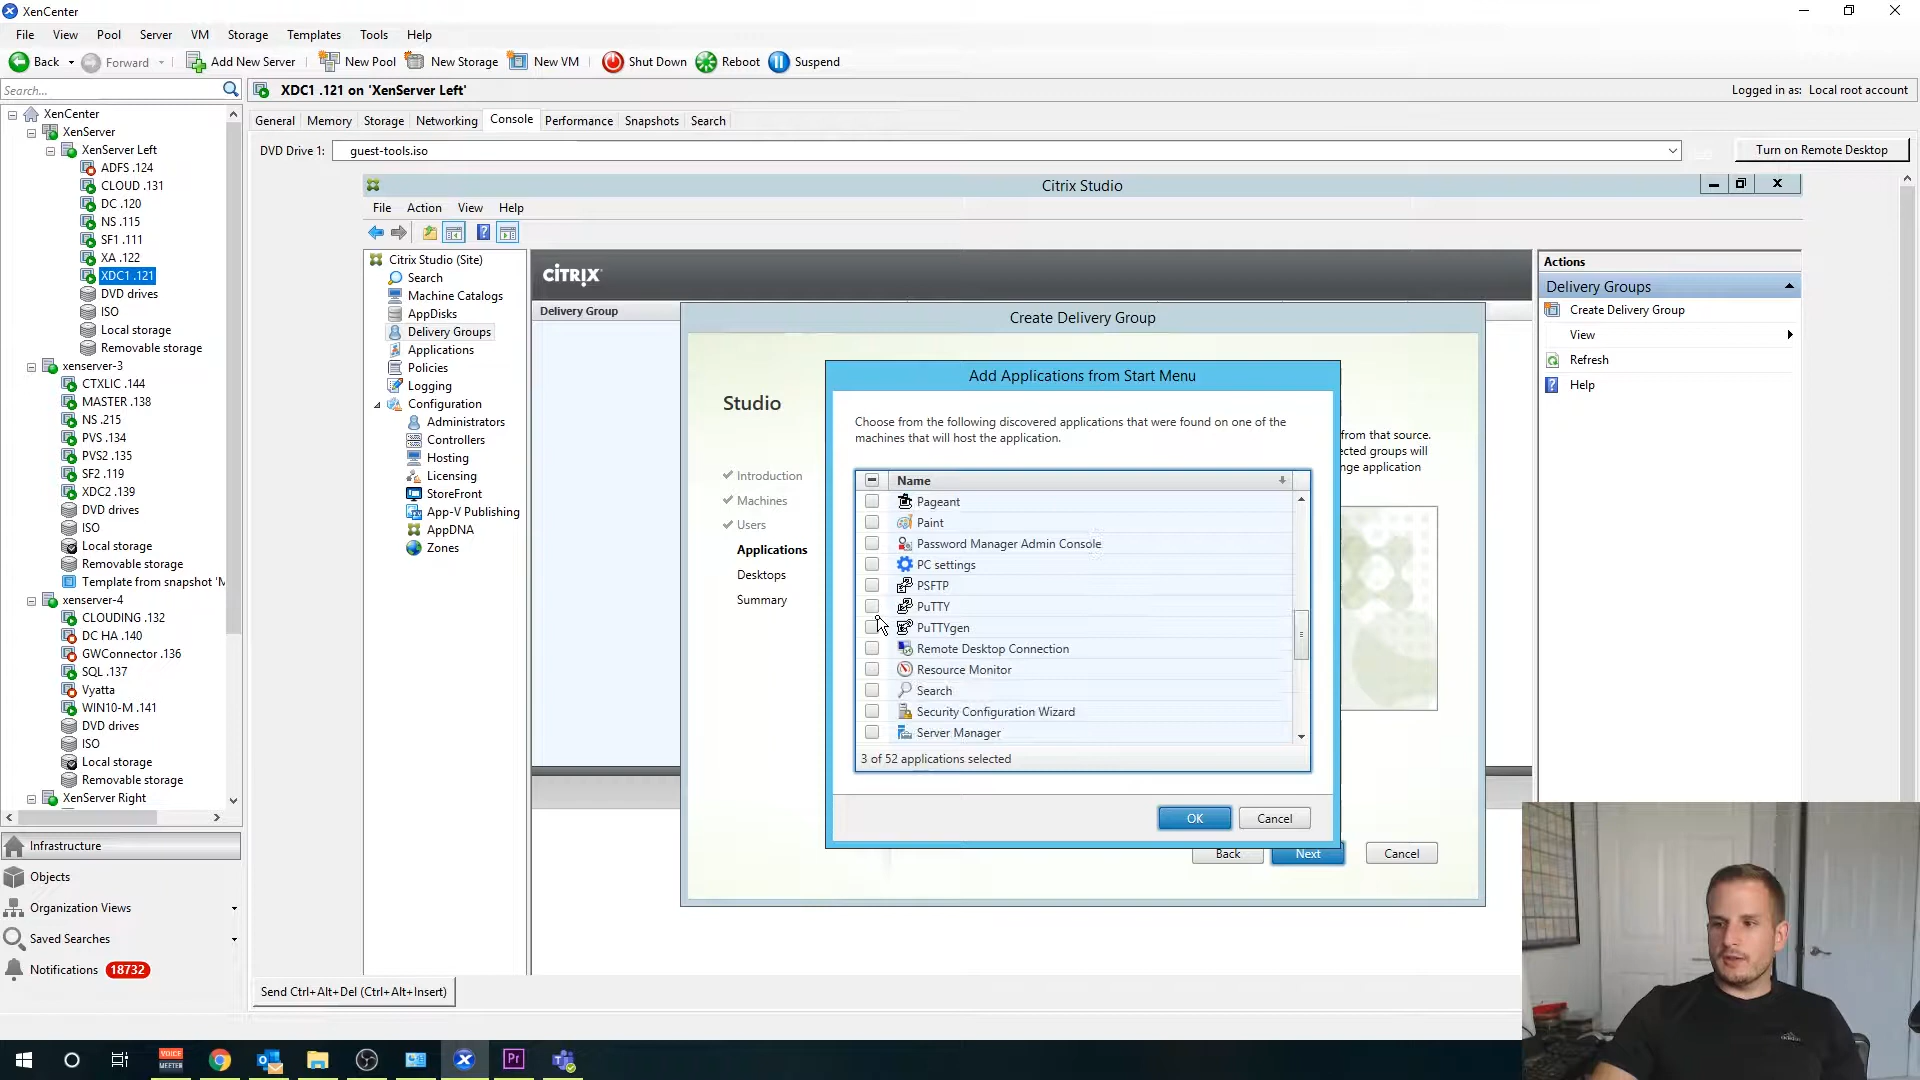 XenCenter
File View Pool Server VM Storage Templates Tools Help
Back Forward Add New Server New Pool New Storage New VM Shut Down Reboot Suspend
Search...
XDC1 .121 on 'XenServer Left'
Logged in as: Local root account
General Memory Storage Networking Console Performance Snapshots Search
DVD Drive 1: guest-tools.iso
Turn on Remote Desktop
XenCenter
XenServer
XenServer Left
ADFS .124
CLOUD .131
DC .120
NS .115
SF1 .111
XA .122
XDC1 .121
DVD drives
ISO
Local storage
Removable storage
xenserver-3
CTXLIC .144
MASTER .138
NS .215
PVS .134
PVS2 .135
SF2 .119
XDC2 .139
DVD drives
ISO
Local storage
Removable storage
Template from snapshot 'M
xenserver-4
CLOUDING .132
DC HA .140
GWConnector .136
SQL .137
Vyatta
WIN10-M .141
DVD drives
ISO
Local storage
Removable storage
XenServer Right
Infrastructure
Objects
Organization Views
Saved Searches
Notifications 18732
Citrix Studio
File Action View Help
Citrix Studio (Site)
Search
Machine Catalogs
AppDisks
Delivery Groups
Applications
Policies
Logging
Configuration
Administrators
Controllers
Hosting
Licensing
StoreFront
App-V Publishing
AppDNA
Zones
CITRIX
Delivery Group
Create Delivery Group
Studio
Introduction
Machines
Users
Applications
Desktops
Summary
from that source.
ected groups will
nge application
Add Applications from Start Menu
Choose from the following discovered applications that were found on one of the
machines that will host the application.
Name
Pageant
Paint
Password Manager Admin Console
PC settings
PSFTP
PuTTY
PuTTYgen
Remote Desktop Connection
Resource Monitor
Search
Security Configuration Wizard
Server Manager
3 of 52 applications selected
OK Cancel
Back Next Cancel
Actions
Delivery Groups
Create Delivery Group
View
Refresh
Help
Send Ctrl+Alt+Del (Ctrl+Alt+Insert)
VOICE
MEETER
Pr
adidas